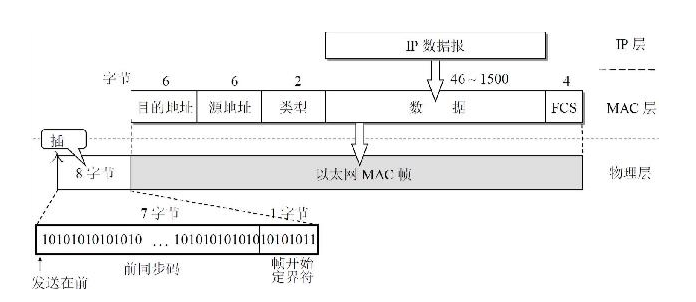 IP 数据报
IP 层
字节 6 6 2 46~1500 4
目的地址 源地址 类型 数 据 FCS
MAC 层
插
入
8 字节
以太网 MAC 帧
物理层
7 字节 1 字节
10101010101010 … 10101010101010101011
前同步码
帧开始
定界符
发送在前